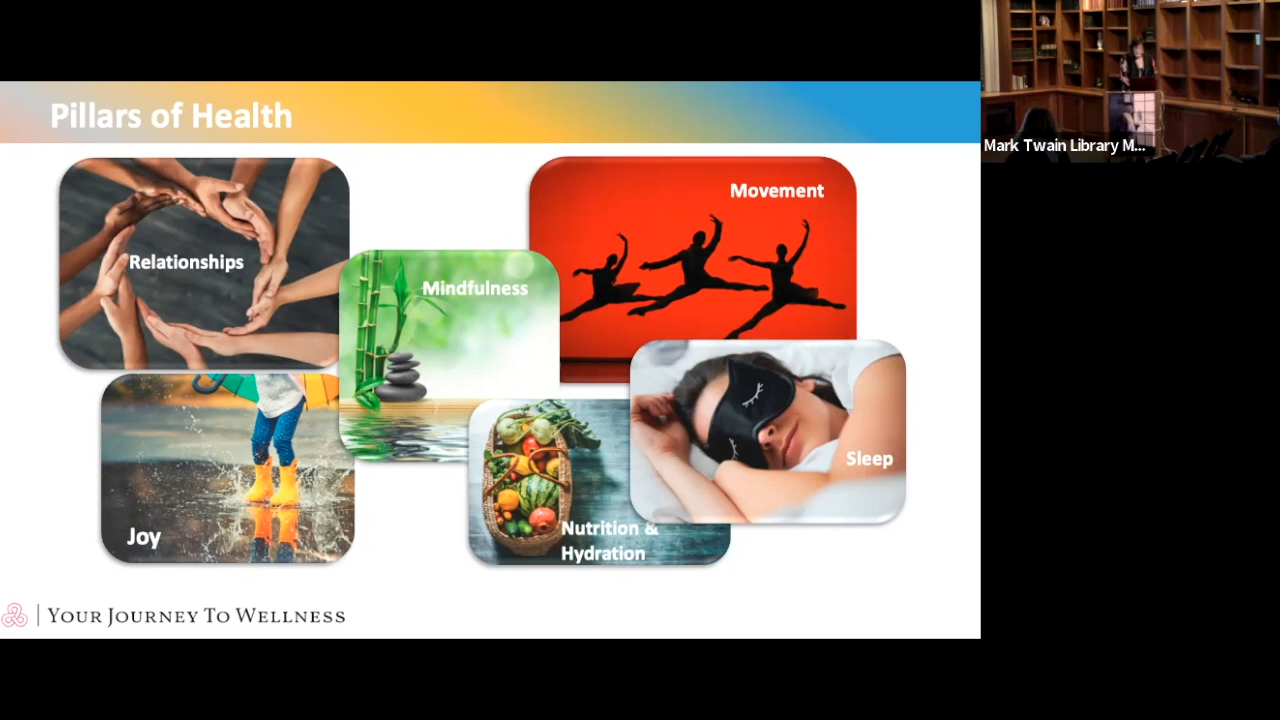 Pillars of Health
Relationships
Mindfulness
Movement
Joy
Nutrition &
Hydration
Sleep
YOUR JOURNEY TO WELLNESS
Mark Twain Library M...